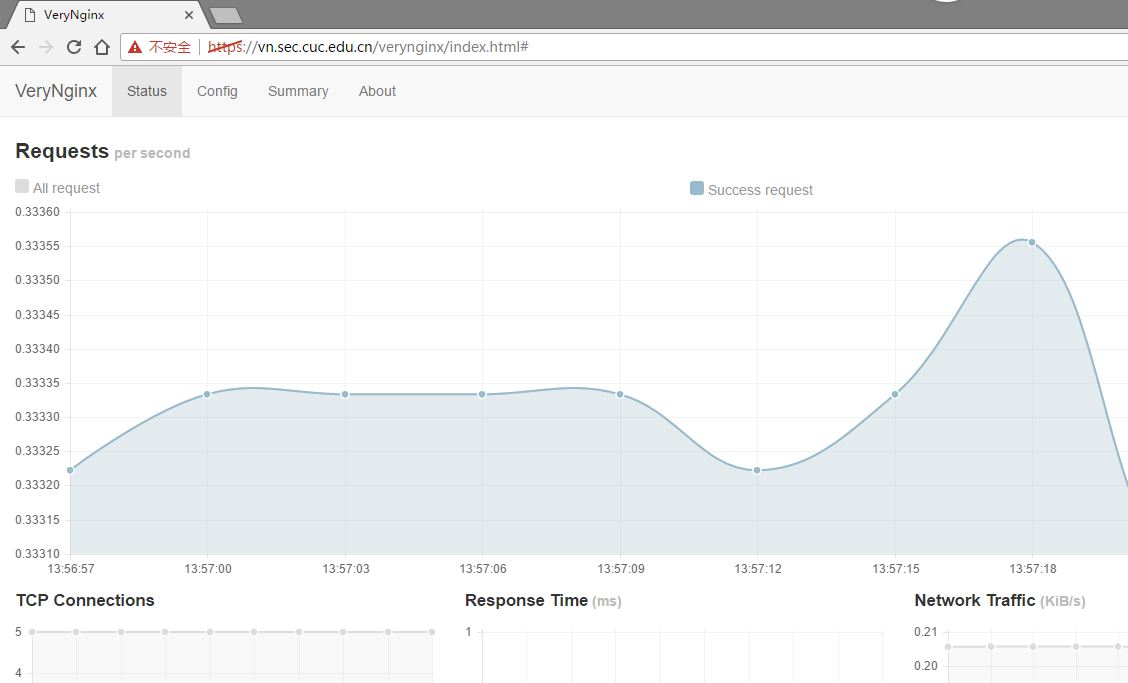 VeryNginx
不安全 https://vn.sec.cuc.edu.cn/verynginx/index.html#
VeryNginx Status Config Summary About
Requests per second
All request Success request
0.33360
0.33355
0.33350
0.33345
0.33340
0.33335
0.33330
0.33325
0.33320
0.33315
0.33310
13:56:57 13:57:00 13:57:03 13:57:06 13:57:09 13:57:12 13:57:15 13:57:18
TCP Connections Response Time (ms) Network Traffic (KiB/s)
5 1 0.21
4 0.20